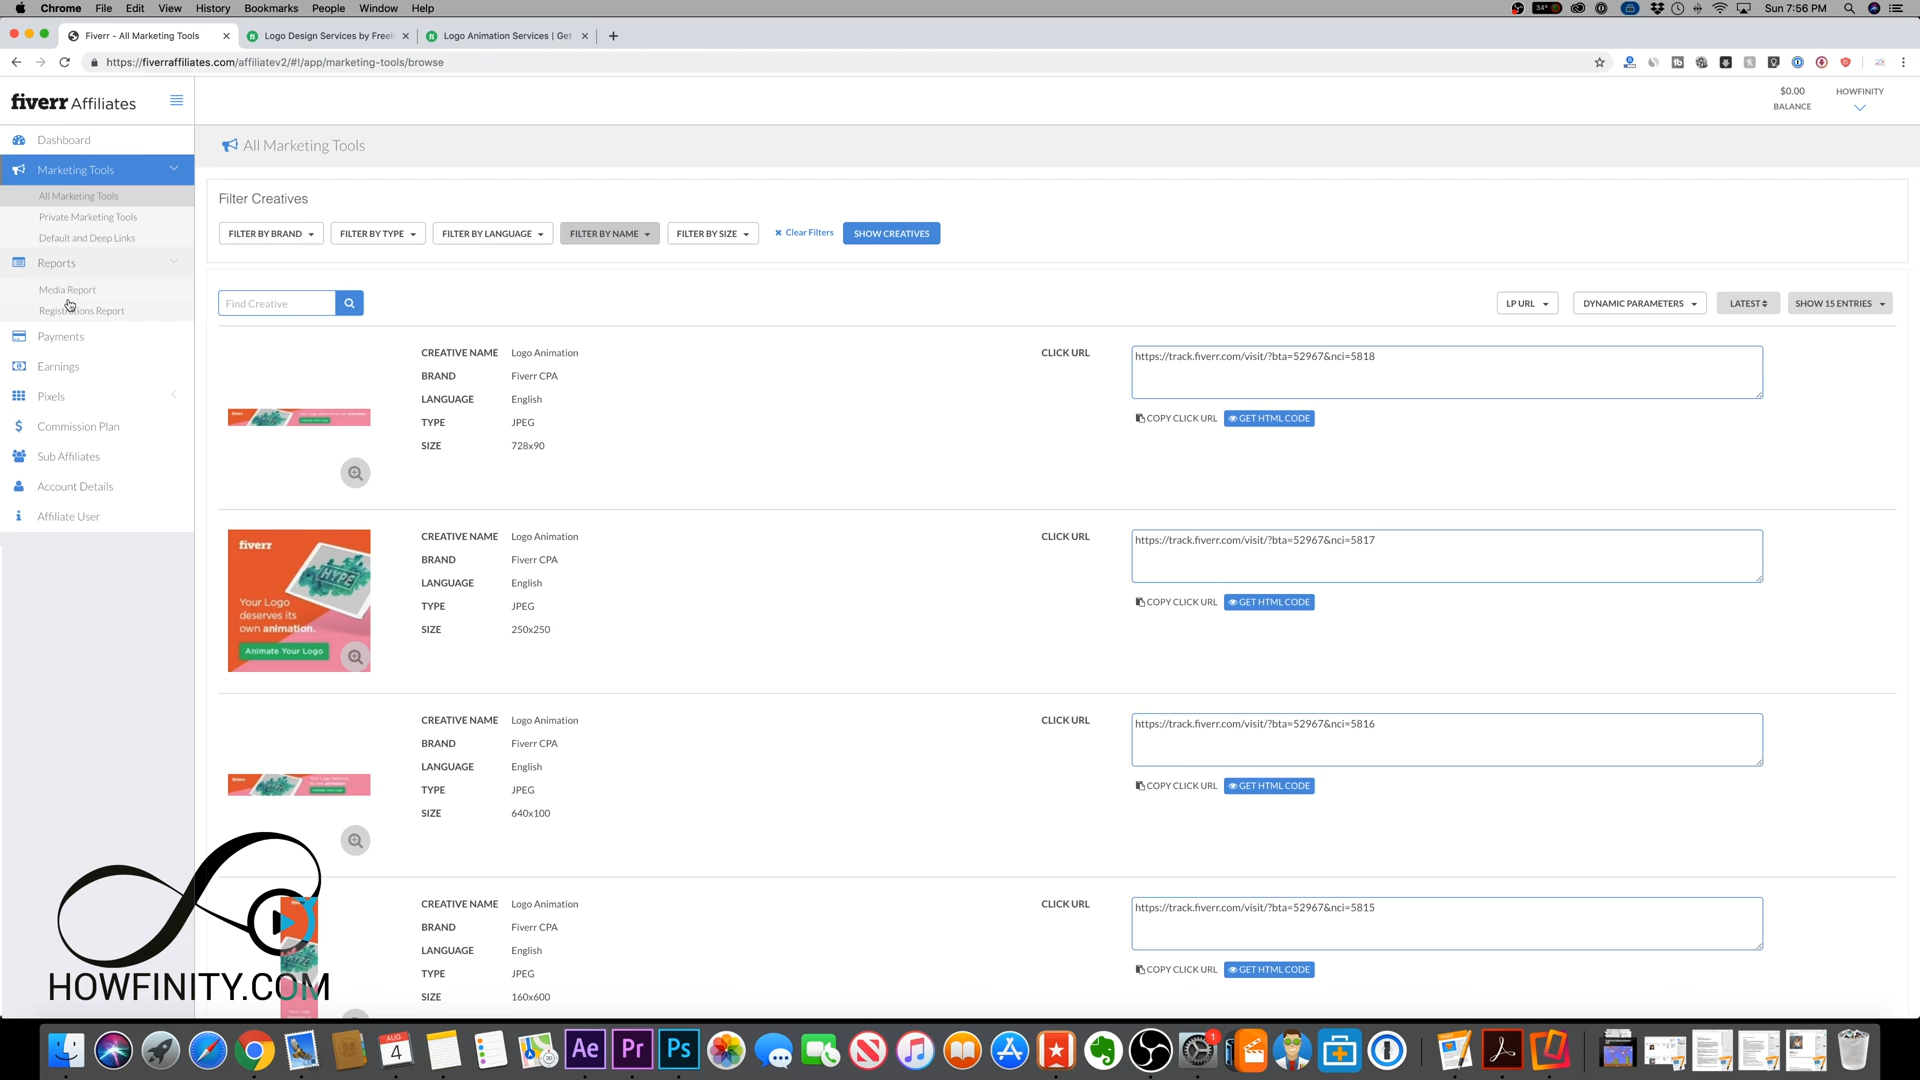 Chrome File Edit View History Bookmarks People Window Help
34°
Sun 7:56 PM
Fiverr - All Marketing Tools
Logo Design Services by Freela
Logo Animation Services | Get
https://fiverraffiliates.com/affiliatev2/#!/app/marketing-tools/browse
fiverr Affiliates
$0.00
BALANCE
HOWFINITY
Dashboard
Marketing Tools
All Marketing Tools
Private Marketing Tools
Default and Deep Links
Reports
Media Report
Registrations Report
Payments
Earnings
Pixels
Commission Plan
Sub Affiliates
Account Details
Affiliate User
All Marketing Tools
Filter Creatives
FILTER BY BRAND
FILTER BY TYPE
FILTER BY LANGUAGE
FILTER BY NAME
FILTER BY SIZE
Clear Filters
SHOW CREATIVES
Find Creative
LP URL
DYNAMIC PARAMETERS
LATEST
SHOW 15 ENTRIES
CREATIVE NAME Logo Animation
BRAND Fiverr CPA
LANGUAGE English
TYPE JPEG
SIZE 728x90
CLICK URL
https://track.fiverr.com/visit/?bta=52967&nci=5818
COPY CLICK URL GET HTML CODE
fiverr
HYPE
Your Logo
deserves its
own animation.
Animate Your Logo
CREATIVE NAME Logo Animation
BRAND Fiverr CPA
LANGUAGE English
TYPE JPEG
SIZE 250x250
CLICK URL
https://track.fiverr.com/visit/?bta=52967&nci=5817
COPY CLICK URL GET HTML CODE
CREATIVE NAME Logo Animation
BRAND Fiverr CPA
LANGUAGE English
TYPE JPEG
SIZE 640x100
CLICK URL
https://track.fiverr.com/visit/?bta=52967&nci=5816
COPY CLICK URL GET HTML CODE
CREATIVE NAME Logo Animation
BRAND Fiverr CPA
LANGUAGE English
TYPE JPEG
SIZE 160x600
CLICK URL
https://track.fiverr.com/visit/?bta=52967&nci=5815
COPY CLICK URL GET HTML CODE
HOWFINITY.COM
AUG
4
Ae
Pr
Ps
1